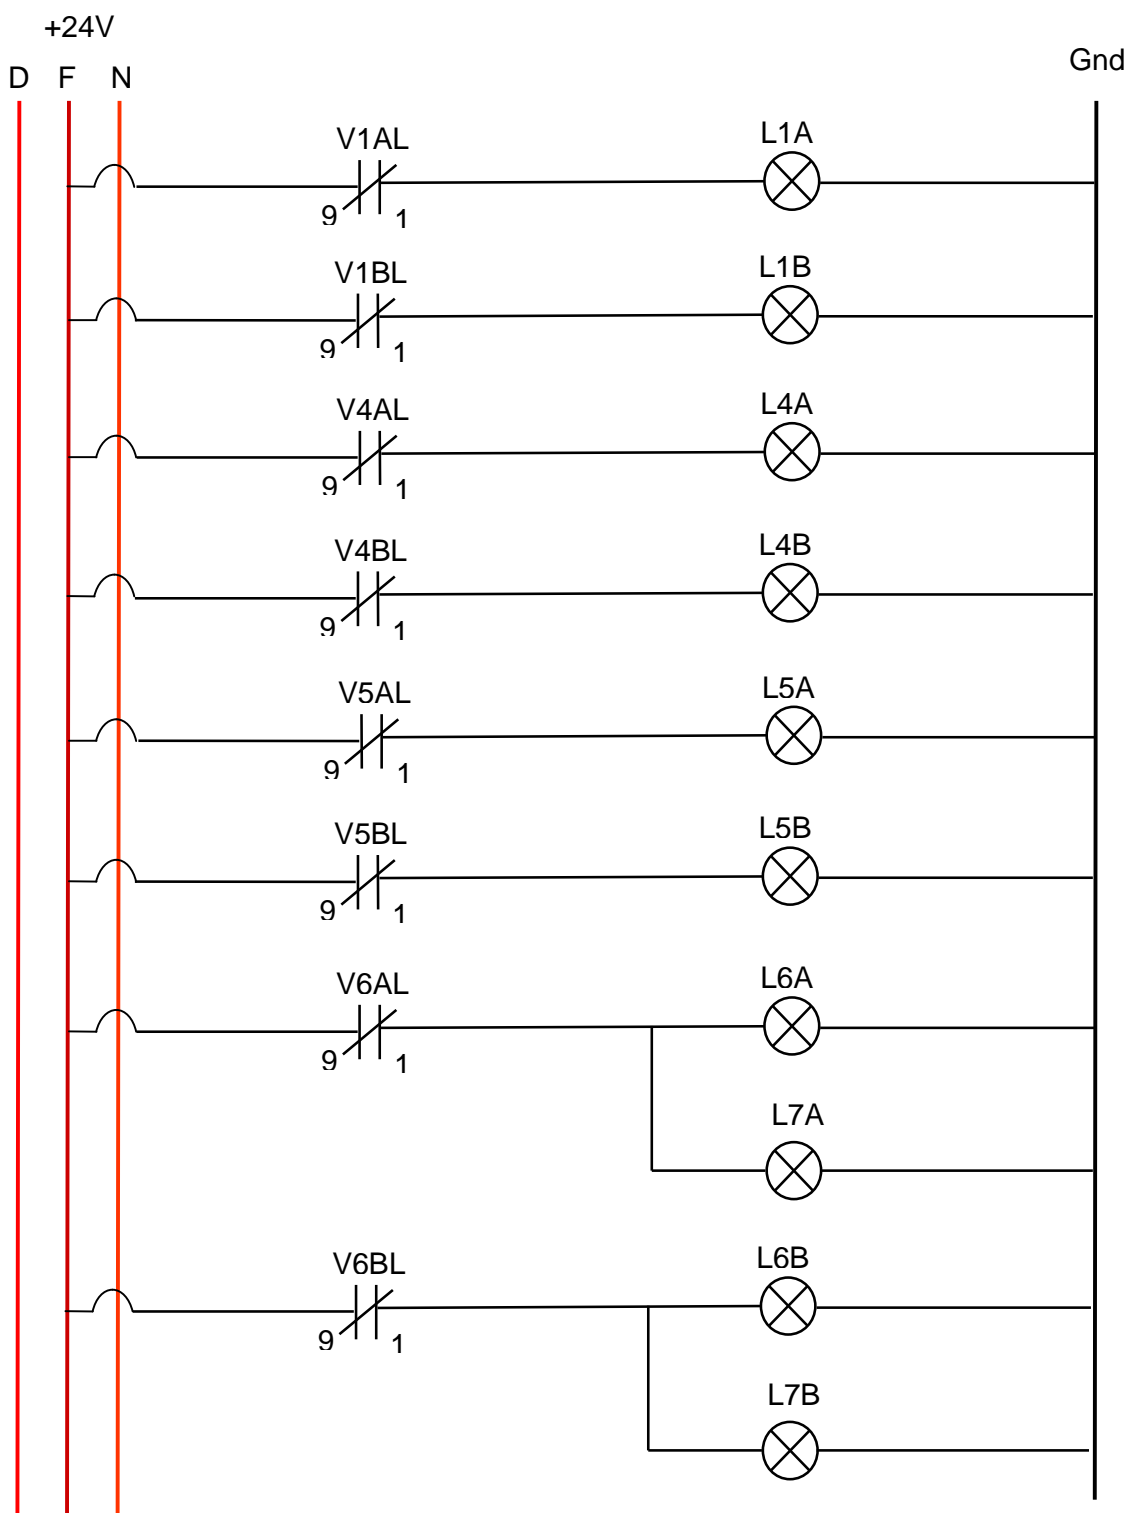 +24V
D F N
Gnd
V1AL
L1A
9 1
V1BL
L1B
9 1
V4AL
L4A
9 1
V4BL
L4B
9 1
V5AL
L5A
9 1
V5BL
L5B
9 1
V6AL
L6A
9 1
L7A
V6BL
L6B
9 1
L7B